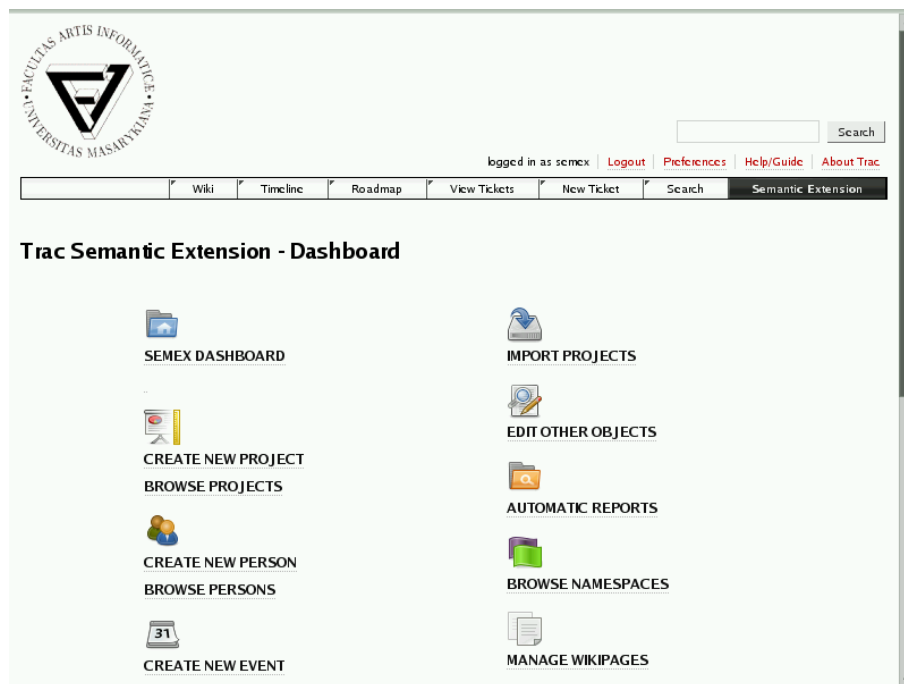 FACULTAS ARTIS INFORMATICÆ • UNIVERSITAS MASARYKIANA •
Search
logged in as semex Logout Preferences Help/Guide About Trac
Wiki Timeline Roadmap View Tickets New Ticket Search Semantic Extension
Trac Semantic Extension - Dashboard
SEMEX DASHBOARD
CREATE NEW PROJECT
BROWSE PROJECTS
CREATE NEW PERSON
BROWSE PERSONS
31
CREATE NEW EVENT
IMPORT PROJECTS
EDIT OTHER OBJECTS
AUTOMATIC REPORTS
BROWSE NAMESPACES
MANAGE WIKIPAGES